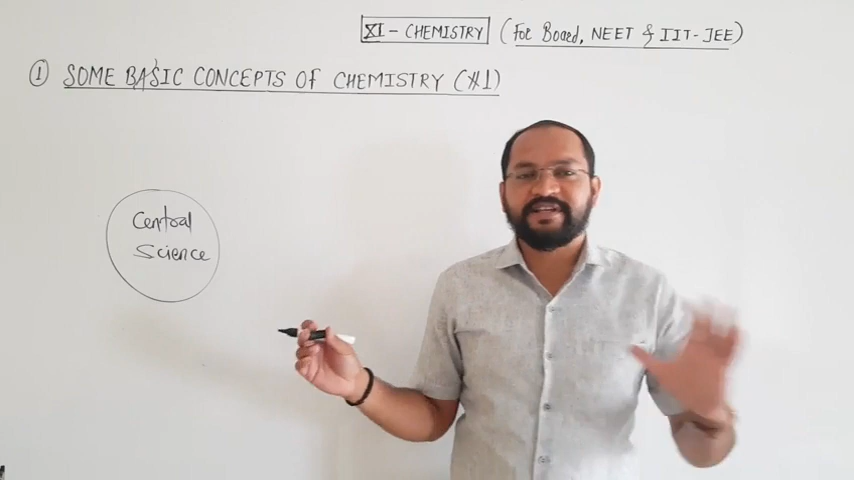 XI - CHEMISTRY (For Board, NEET & IIT-JEE)
① SOME BASIC CONCEPTS OF CHEMISTRY (#1)
Central
Science